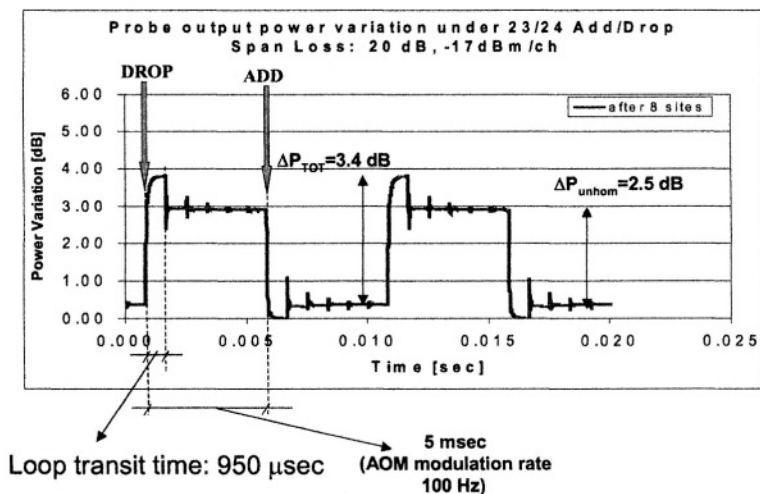 Probe output power variation under 23/24 Add/Drop
Span Loss: 20 dB, -17dBm/ch
DROP
ADD
after 8 sites
ΔP_TOT=3.4 dB
ΔP_unhom=2.5 dB
Power Variation [dB]
6.00
5.00
4.00
3.00
2.00
1.00
0.00
0.000 0.005 0.010 0.015 0.020 0.025
Time [sec]
Loop transit time: 950 μsec
5 msec
(AOM modulation rate
100 Hz)